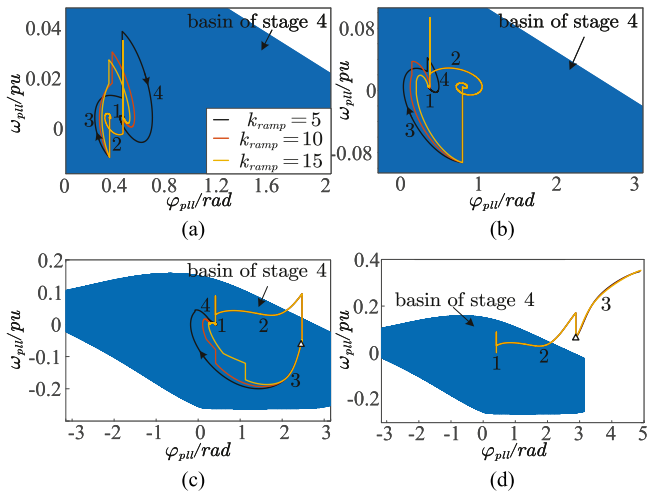 0.04
0.02
0
ω_pll/pu
basin of stage 4
1
2
3
4
k_ramp = 5
k_ramp = 10
k_ramp = 15
0
0.4
0.8
1.2
1.6
2
φ_pll/rad
(a)
0.08
0
-0.08
ω_pll/pu
basin of stage 4
1
2
3
4
0
1
2
3
φ_pll/rad
(b)
0.2
0.1
0
-0.1
-0.2
ω_pll/pu
basin of stage 4
1
2
3
4
-3
-2
-1
0
1
2
3
φ_pll/rad
(c)
0.4
0.2
0
-0.2
ω_pll/pu
basin of stage 4
1
2
3
-3
-2
-1
0
1
2
3
4
5
φ_pll/rad
(d)